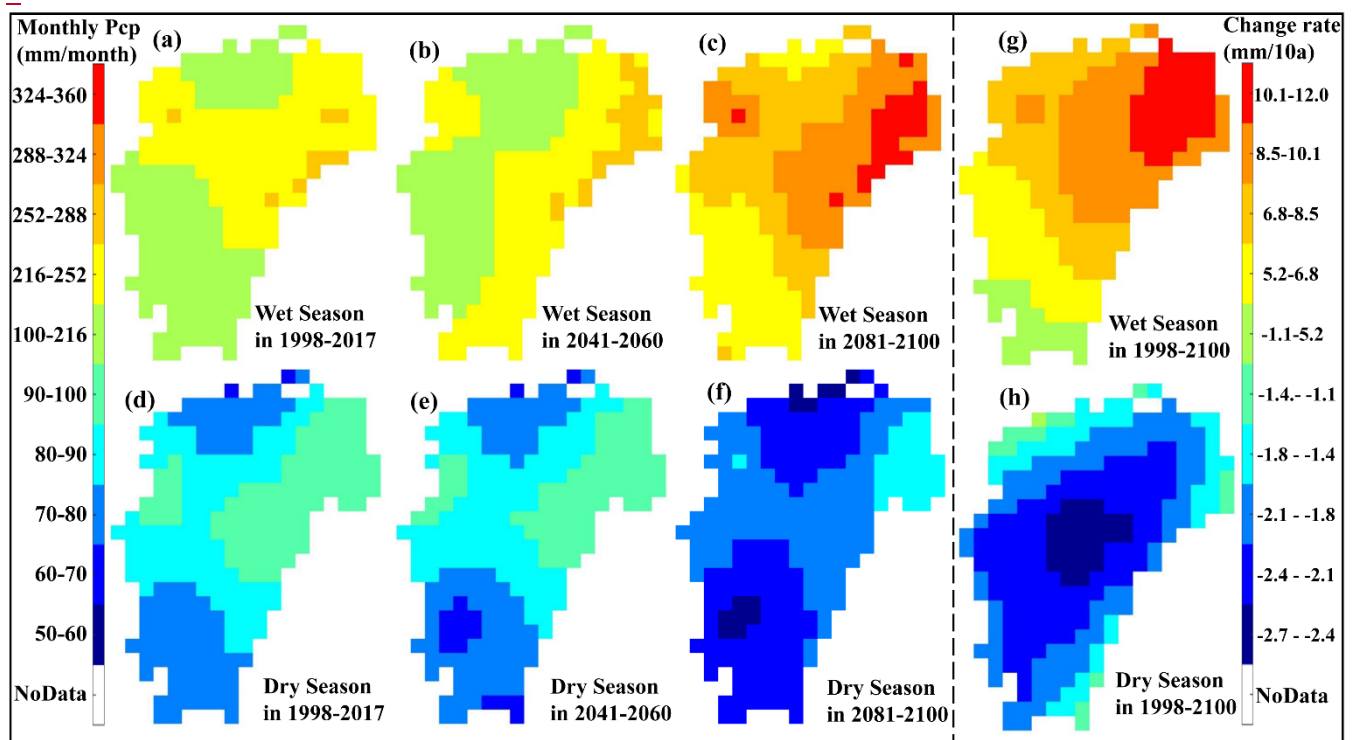 Monthly Pcp
(mm/month)
324-360
288-324
252-288
216-252
100-216
90-100
80-90
70-80
60-70
50-60
NoData
(a)
Wet Season
in 1998-2017
(b)
Wet Season
in 2041-2060
(c)
Wet Season
in 2081-2100
(d)
Dry Season
in 1998-2017
(e)
Dry Season
in 2041-2060
(f)
Dry Season
in 2081-2100
(g)
Wet Season
in 1998-2100
(h)
Dry Season
in 1998-2100
Change rate
(mm/10a)
10.1-12.0
8.5-10.1
6.8-8.5
5.2-6.8
-1.1-5.2
-1.4.- -1.1
-1.8 - -1.4
-2.1 - -1.8
-2.4 - -2.1
-2.7 - -2.4
NoData